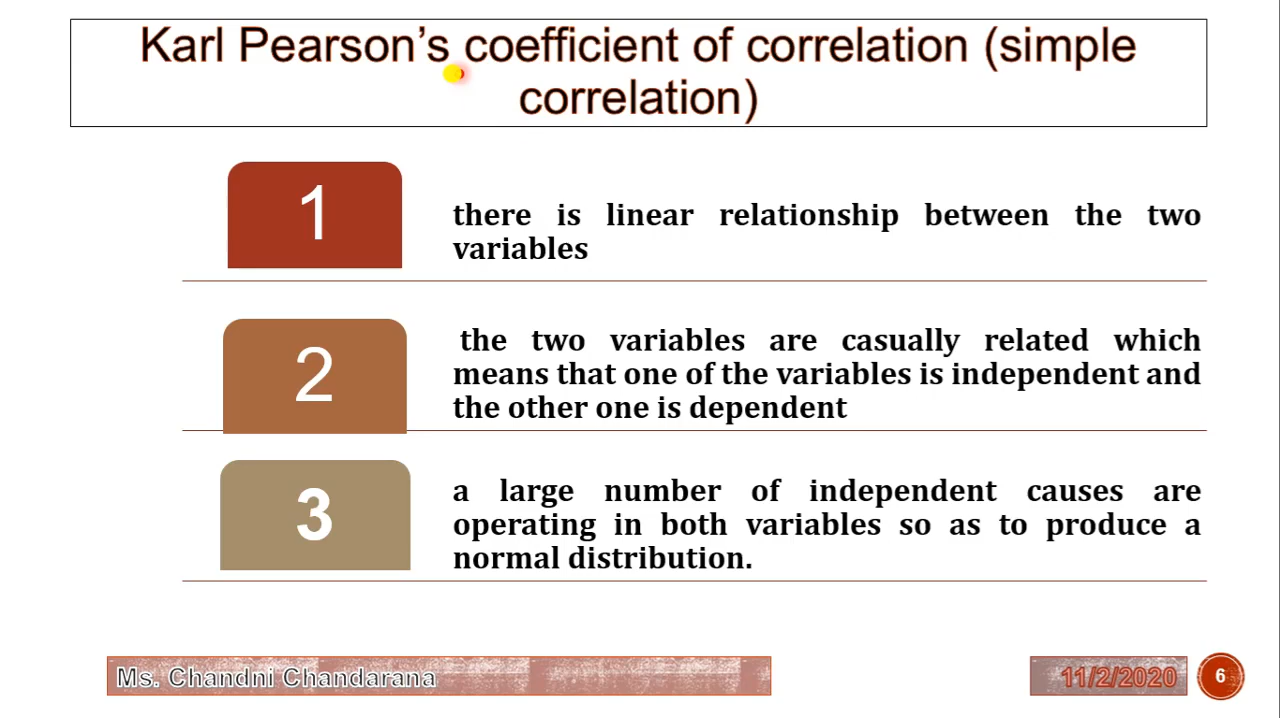 Karl Pearson’s coefficient of correlation (simple
correlation)
1
there is linear relationship between the two
variables
2
the two variables are casually related which
means that one of the variables is independent and
the other one is dependent
3
a large number of independent causes are
operating in both variables so as to produce a
normal distribution.
Ms. Chandni Chandarana
11/2/2020
6